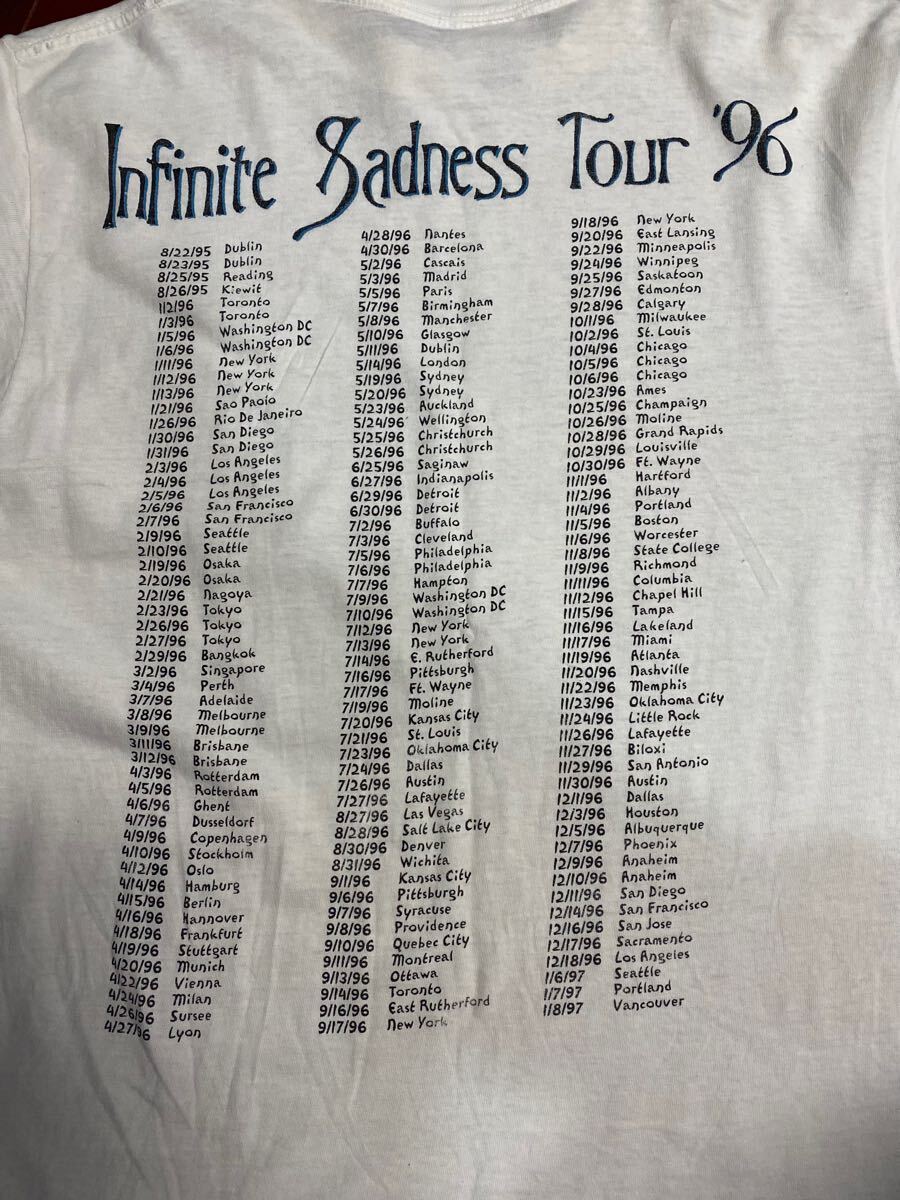 Infinite Sadness Tour '96
8/22/95 Dublin
8/23/95 Dublin
8/25/95 Reading
8/26/95 Kiewit
1/2/96 Toronto
1/3/96 Toronto
1/5/96 Washington DC
1/6/96 Washington DC
1/11/96 New York
1/12/96 New York
1/13/96 New York
1/21/96 Sao Paolo
1/26/96 Rio De Janeiro
1/30/96 San Diego
1/31/96 San Diego
2/3/96 Los Angeles
2/4/96 Los Angeles
2/5/96 Los Angeles
2/6/96 San Francisco
2/7/96 San Francisco
2/9/96 Seattle
2/10/96 Seattle
2/19/96 Osaka
2/20/96 Osaka
2/21/96 Nagoya
2/23/96 Tokyo
2/26/96 Tokyo
2/27/96 Tokyo
2/29/96 Bangkok
3/2/96 Singapore
3/4/96 Perth
3/7/96 Adelaide
3/8/96 Melbourne
3/9/96 Melbourne
3/11/96 Brisbane
3/12/96 Brisbane
4/3/96 Rotterdam
4/5/96 Rotterdam
4/6/96 Ghent
4/7/96 Dusseldorf
4/9/96 Copenhagen
4/10/96 Stockholm
4/12/96 Oslo
4/14/96 Hamburg
4/15/96 Berlin
4/16/96 Hannover
4/18/96 Frankfurt
4/19/96 Stuttgart
4/20/96 Munich
4/22/96 Vienna
4/24/96 Milan
4/26/96 Sursee
4/27/96 Lyon
4/28/96 Nantes
4/30/96 Barcelona
5/2/96 Cascais
5/3/96 Madrid
5/5/96 Paris
5/7/96 Birmingham
5/8/96 Manchester
5/10/96 Glasgow
5/11/96 Dublin
5/14/96 London
5/19/96 Sydney
5/20/96 Sydney
5/23/96 Auckland
5/24/96 Wellington
5/25/96 Christchurch
5/26/96 Christchurch
6/25/96 Saginaw
6/27/96 Indianapolis
6/29/96 Detroit
6/30/96 Detroit
7/2/96 Buffalo
7/3/96 Cleveland
7/5/96 Philadelphia
7/6/96 Philadelphia
7/7/96 Hampton
7/9/96 Washington DC
7/10/96 Washington DC
7/12/96 New York
7/13/96 New York
7/14/96 E. Rutherford
7/16/96 Pittsburgh
7/17/96 Ft. Wayne
7/19/96 Moline
7/20/96 Kansas City
7/21/96 St. Louis
7/23/96 Oklahoma City
7/24/96 Dallas
7/26/96 Austin
7/27/96 Lafayette
8/27/96 Las Vegas
8/28/96 Salt Lake City
8/30/96 Denver
8/31/96 Wichita
9/1/96 Kansas City
9/6/96 Pittsburgh
9/7/96 Syracuse
9/8/96 Providence
9/10/96 Quebec City
9/11/96 Montreal
9/13/96 Ottawa
9/14/96 Toronto
9/16/96 East Rutherford
9/17/96 New York
9/18/96 New York
9/20/96 East Lansing
9/22/96 Minneapolis
9/24/96 Winnipeg
9/25/96 Saskatoon
9/27/96 Edmonton
9/28/96 Calgary
10/1/96 Milwaukee
10/2/96 St. Louis
10/4/96 Chicago
10/5/96 Chicago
10/6/96 Chicago
10/23/96 Ames
10/25/96 Champaign
10/26/96 Moline
10/28/96 Grand Rapids
10/29/96 Louisville
10/30/96 Ft. Wayne
11/1/96 Hartford
11/2/96 Albany
11/4/96 Portland
11/5/96 Boston
11/6/96 Worcester
11/8/96 State College
11/9/96 Richmond
11/11/96 Columbia
11/12/96 Chapel Hill
11/15/96 Tampa
11/16/96 Lakeland
11/17/96 Miami
11/19/96 Atlanta
11/20/96 Nashville
11/22/96 Memphis
11/23/96 Oklahoma City
11/24/96 Little Rock
11/26/96 Lafayette
11/27/96 Biloxi
11/29/96 San Antonio
11/30/96 Austin
12/1/96 Dallas
12/3/96 Houston
12/5/96 Albuquerque
12/7/96 Phoenix
12/9/96 Anaheim
12/10/96 Anaheim
12/11/96 San Diego
12/14/96 San Francisco
12/16/96 San Jose
12/17/96 Sacramento
12/18/96 Los Angeles
1/6/97 Seattle
1/7/97 Portland
1/8/97 Vancouver